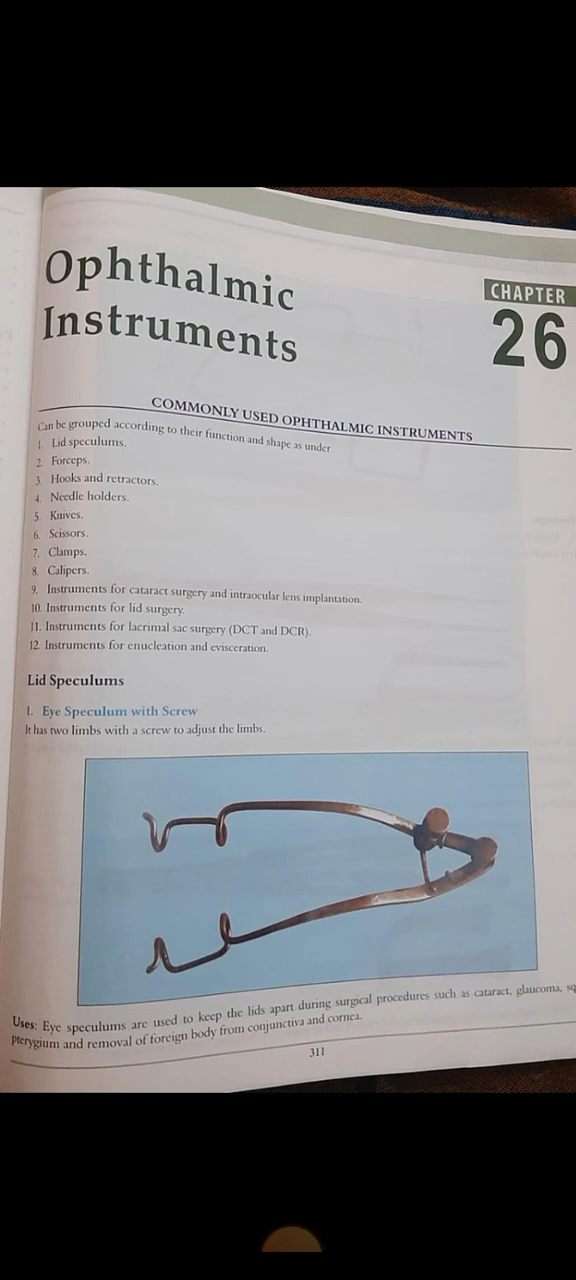 Ophthalmic
Instruments
CHAPTER
26
COMMONLY USED OPHTHALMIC INSTRUMENTS
Can be grouped according to their function and shape as under
1. Lid speculums.
2. Forceps.
3. Hooks and retractors.
4. Needle holders.
5. Knives.
6. Scissors.
7. Clamps.
8. Calipers.
9. Instruments for cataract surgery and intraocular lens implantation.
10. Instruments for lid surgery.
11. Instruments for lacrimal sac surgery (DCT and DCR).
12. Instruments for enucleation and evisceration.
Lid Speculums
1. Eye Speculum with Screw
It has two limbs with a screw to adjust the limbs.
Uses: Eye speculums are used to keep the lids apart during surgical procedures such as cataract, glaucoma,
pterygium and removal of foreign body from conjunctiva and cornea.
311